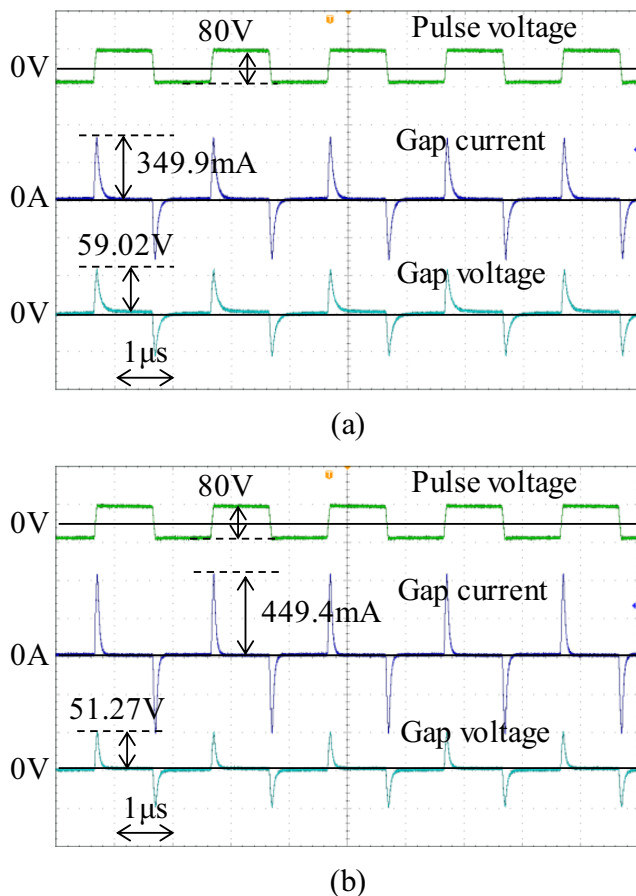 80V
Pulse voltage
0V
Gap current
349.9mA
0A
59.02V
Gap voltage
0V
1μs
(a)
80V
Pulse voltage
0V
Gap current
449.4mA
0A
51.27V
Gap voltage
0V
1μs
(b)